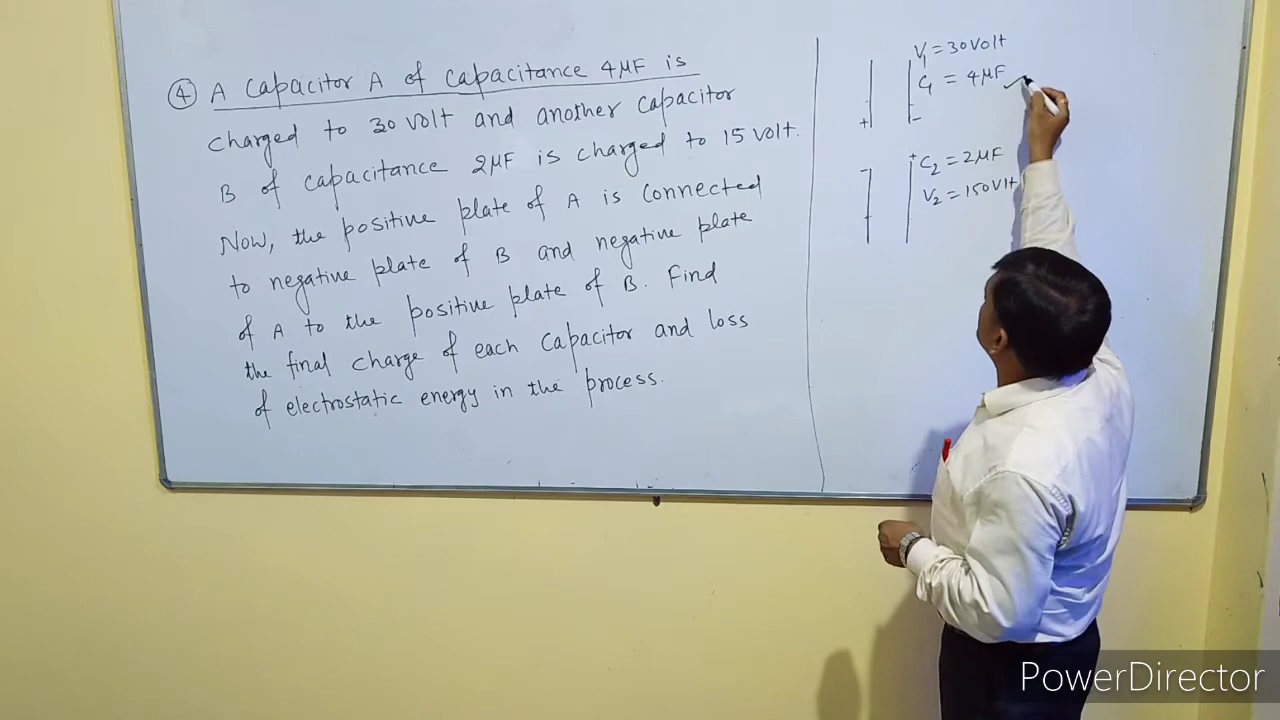 ④ A Capacitor A of Capacitance 4μF is
charged to 30 volt and another capacitor
B of capacitance 2μF is charged to 15 volt.
Now, the positive plate of A is connected
to negative plate of B and negative plate
of A to the positive plate of B. Find
the final charge of each capacitor and loss
of electrostatic energy in the process.
V₁ = 30 volt
C₁ = 4μF ✓
+ -
- + C₂ = 2μF
V₂ = 15 volt
PowerDirector